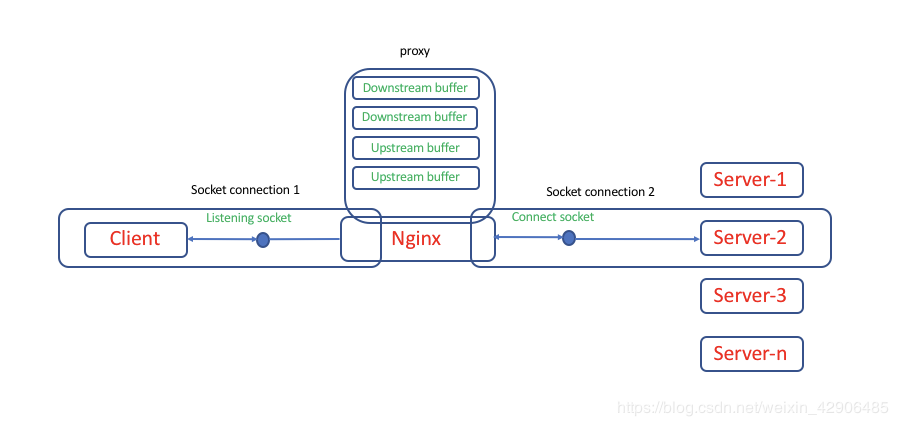 proxy
Downstream buffer
Downstream buffer
Upstream buffer
Upstream buffer
Socket connection 1
Socket connection 2
Listening socket
Connect socket
Client
Nginx
Server-1
Server-2
Server-3
Server-n
https://blog.csdn.net/weixin_42906485